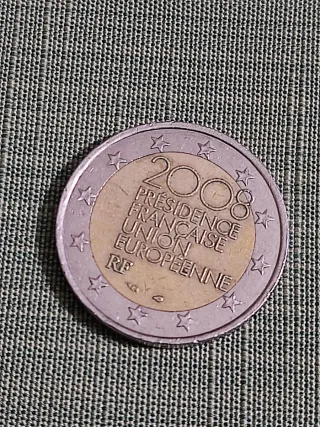 2008
PRÉSIDENCE
FRANÇAISE
UNION
EUROPÉENNE
RF